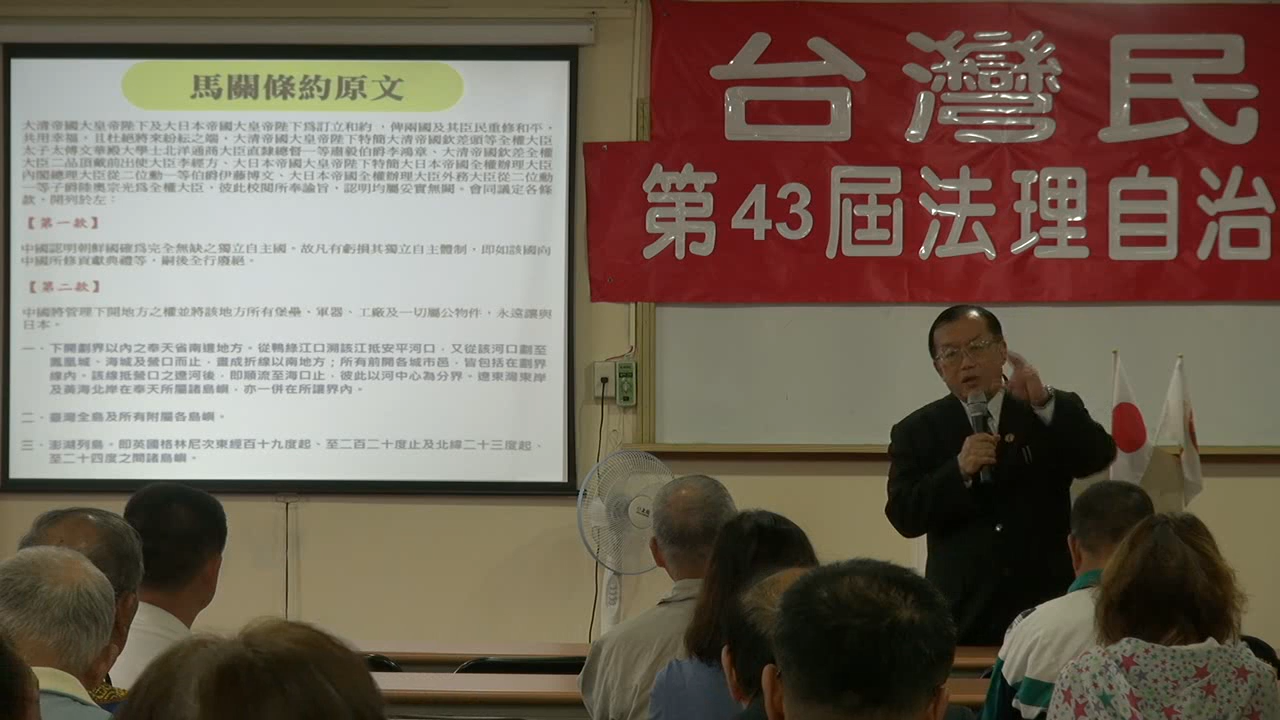 馬關條約原文
大清帝國大皇帝陛下及大日本帝國大皇帝陛下爲訂立和約，俾兩國及其臣民重修和平，
共用幸福，且杜絕將來紛紜之端，大清帝國大皇帝陛下特簡大清帝國欽差頭等全權大臣
太子太傅文華殿大學士北洋通商大臣直隸總督一等肅毅伯爵李鴻章、大清帝國欽差全權
大臣二品頂戴前出使大臣李經方、大日本帝國大皇帝陛下特簡大日本帝國全權辦理大臣
內閣總理大臣從二位勳一等伯爵伊藤博文、大日本帝國全權辦理大臣外務大臣從二位勳
一等子爵陸奧宗光爲全權大臣，彼此校閱所奉諭旨，認明均屬妥實無闕。會同議定各條
款，開列於左：
【第一款】
中國認明朝鮮國確爲完全無缺之獨立自主國。故凡有虧損其獨立自主體制，即如該國向
中國所修貢獻典禮等，嗣後全行廢絕。
【第二款】
中國將管理下開地方之權並將該地方所有堡壘、軍器、工廠及一切屬公物件，永遠讓與
日本。
一、下開劃界以內之奉天省南邊地方。從鴨綠江口溯該江抵安平河口，又從該河口劃至
鳳凰城、海城及營口而止，畫成折線以南地方；所有前開各城市邑，皆包括在劃界
線內。該線抵營口之遼河後，即順流至海口止，彼此以河中心為分界。遼東灣東岸
及黃海北岸在奉天所屬諸島嶼，亦一併在所讓界內。
二、臺灣全島及所有附屬各島嶼。
三、澎湖列島。即英國格林尼次東經百十九度起、至二百二十度止及北緯二十三度起、
至二十四度之間諸島嶼。
台灣民
第43屆法理自治